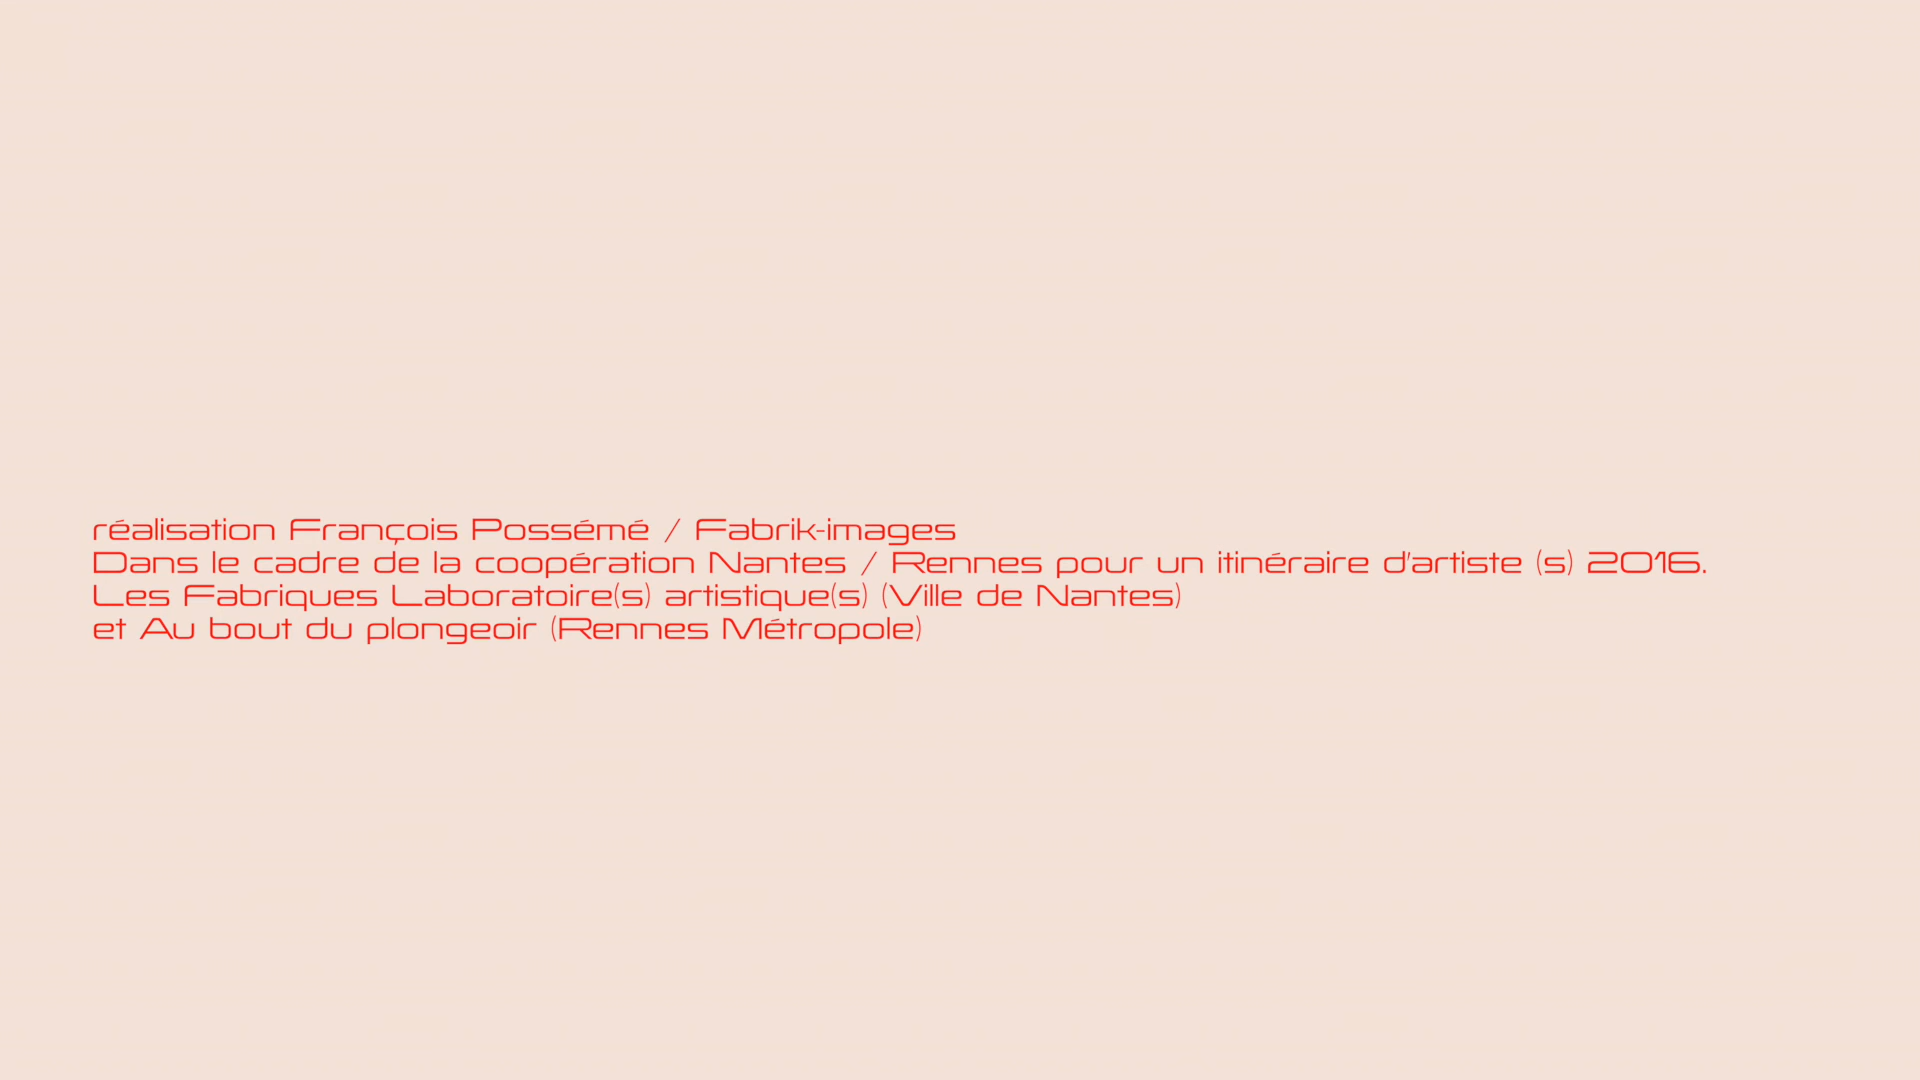 réalisation François Possémé / Fabrik-images
Dans le cadre de la coopération Nantes / Rennes pour un itinéraire d'artiste (s) 2016.
Les Fabriques Laboratoire(s) artistique(s) (Ville de Nantes)
et Au bout du plongeoir (Rennes Métropole)